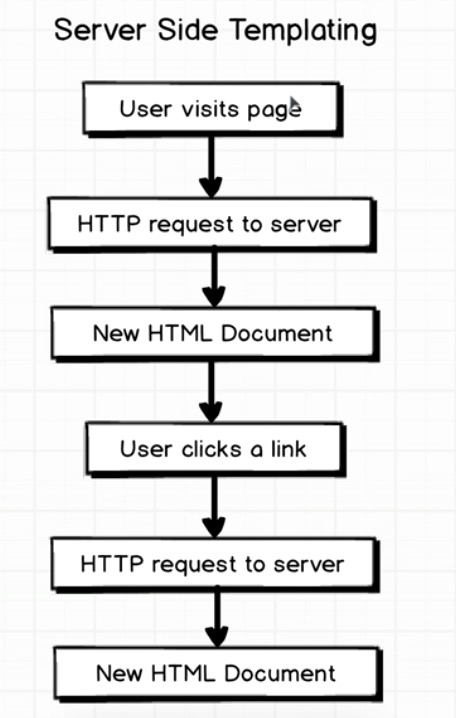 Server Side Templating
User visits page
HTTP request to server
New HTML Document
User clicks a link
HTTP request to server
New HTML Document